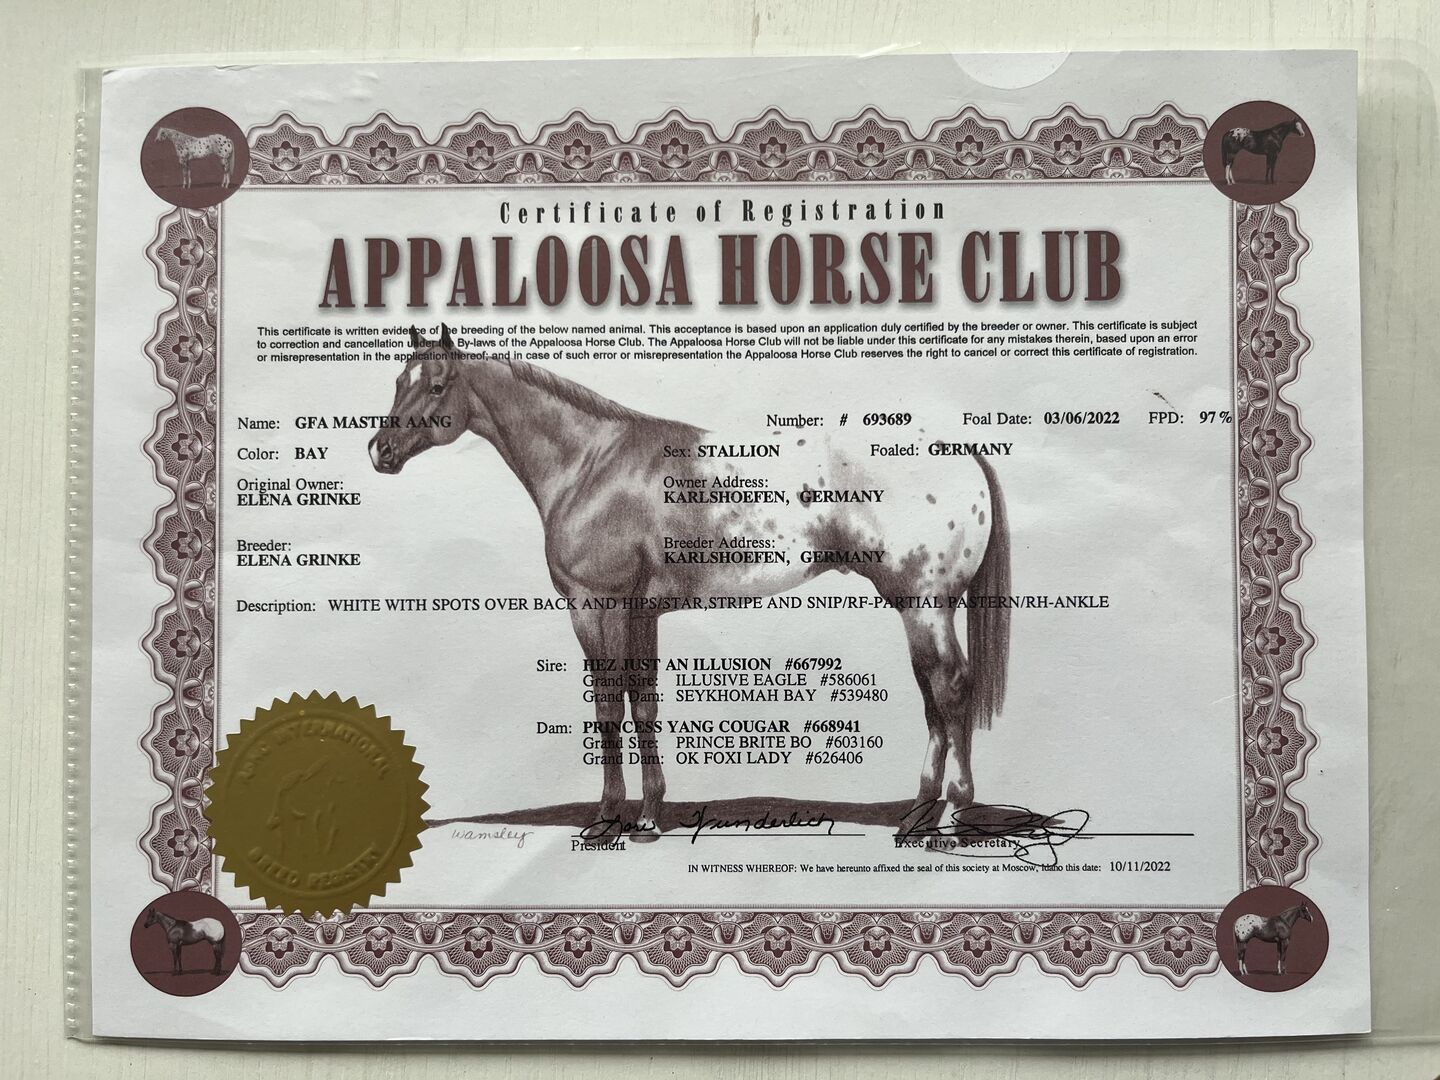 Certificate of Registration
APPALOOSA HORSE CLUB
This certificate is written evidence of the breeding of the below named animal. This acceptance is based upon an application duly certified by the breeder or owner. This certificate is subject
to correction and cancellation under the By-laws of the Appaloosa Horse Club. The Appaloosa Horse Club will not be liable under this certificate for any mistakes therein, based upon an error
or misrepresentation in the application thereof; and in case of such error or misrepresentation the Appaloosa Horse Club reserves the right to cancel or correct this certificate of registration.
Name: GFA MASTER AANG Number: # 693689 Foal Date: 03/06/2022 FPD: 97 %
Color: BAY Sex: STALLION Foaled: GERMANY
Original Owner: Owner Address:
ELENA GRINKE KARLSHOEFEN, GERMANY
Breeder: Breeder Address:
ELENA GRINKE KARLSHOEFEN, GERMANY
Description: WHITE WITH SPOTS OVER BACK AND HIPS/STAR,STRIPE AND SNIP/RF-PARTIAL PASTERN/RH-ANKLE
Sire: HEZ JUST AN ILLUSION #667992
Grand Sire: ILLUSIVE EAGLE #586061
Grand Dam: SEYKHOMAH BAY #539480
Dam: PRINCESS YANG COUGAR #668941
Grand Sire: PRINCE BRITE BO #603160
Grand Dam: OK FOXI LADY #626406
Wamsley Lori Wunderlich
President Executive Secretary
IN WITNESS WHEREOF: We have hereunto affixed the seal of this society at Moscow, Idaho this date: 10/11/2022
INTERNATIONAL